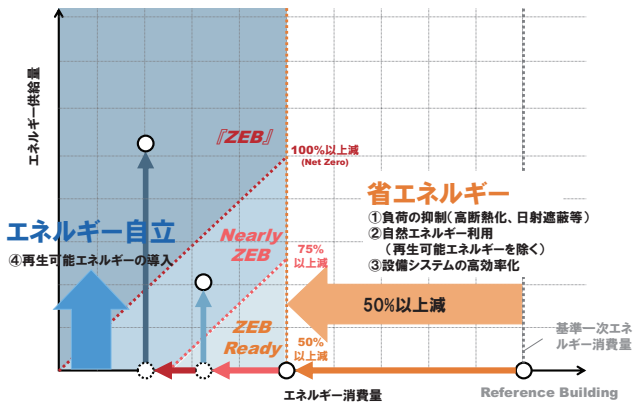 エネルギー供給量
『ZEB』
100%以上減
(Net Zero)
省エネルギー
①負荷の抑制（高断熱化、日射遮蔽等）
②自然エネルギー利用
（再生可能エネルギーを除く）
③設備システムの高効率化
エネルギー自立
④再生可能エネルギーの導入
Nearly
ZEB
75%
以上減
50%以上減
ZEB
Ready
50%
以上減
基準一次エネ
ルギー消費量
エネルギー消費量
Reference Building